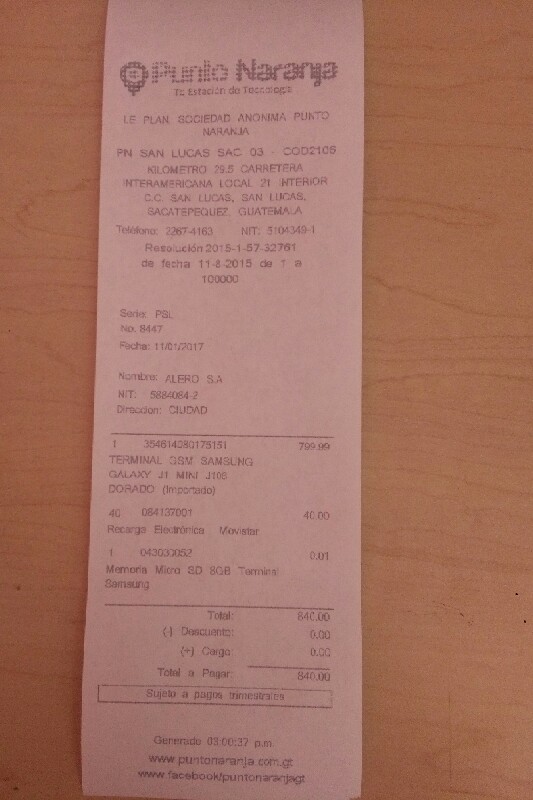 Punto Naranja
Tu Estación de Tecnología
LE PLAN, SOCIEDAD ANONIMA PUNTO
NARANJA
PN SAN LUCAS SAC 03 - COD2105
KILOMETRO 29.5 CARRETERA
INTERAMERICANA LOCAL 21 INTERIOR
C.C. SAN LUCAS, SAN LUCAS,
SACATEPEQUEZ, GUATEMALA
Teléfono: 2267-4163 NIT: 5104349-1
Resolución:2015-1-57-32761
de fecha 11-8-2015 de 1 a
100000
Serie: PSL
No. 8447
Fecha: 11/01/2017
Nombre: ALERO S.A
NIT: 5884084-2
Direccion: CIUDAD
1 354614080175151 799.99
TERMINAL GSM SAMSUNG
GALAXY J1 MINI J105
DORADO (Importado)
40 084137001 40.00
Recarga Electrónica Movistar
1 043030052 0.01
Memoria Micro SD 8GB Terminal
Samsung
Total: 840.00
(-) Descuento: 0.00
(+) Cargo: 0.00
Total a Pagar: 840.00
Sujeto a pagos trimestrales
Generado 03:00:37 p.m.
www.puntonaranja.com.gt
www.facebook/puntonaranjagt